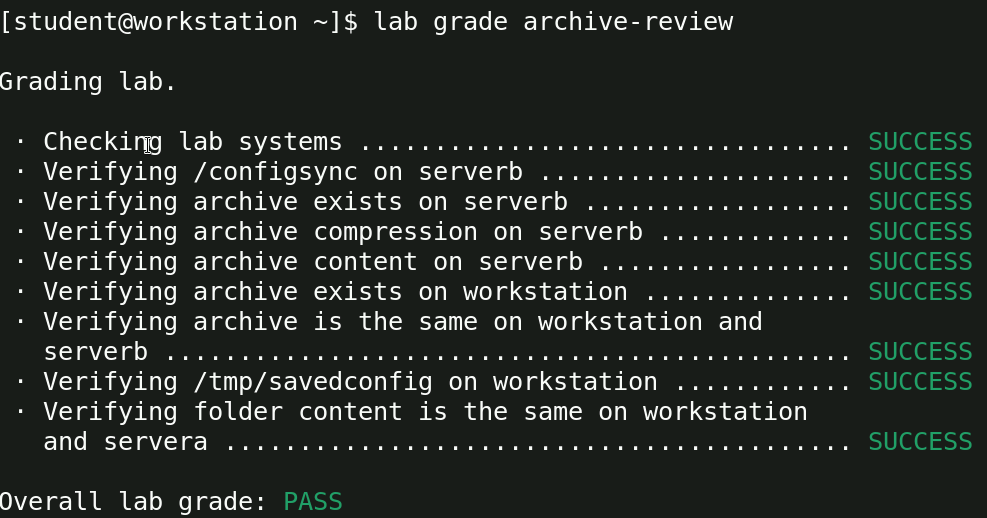 [student@workstation ~]$ lab grade archive-review
Grading lab.
· Checking lab systems ................................. SUCCESS
· Verifying /configsync on serverb ..................... SUCCESS
· Verifying archive exists on serverb .................. SUCCESS
· Verifying archive compression on serverb ............. SUCCESS
· Verifying archive content on serverb ................. SUCCESS
· Verifying archive exists on workstation .............. SUCCESS
· Verifying archive is the same on workstation and
serverb .............................................. SUCCESS
· Verifying /tmp/savedconfig on workstation ............ SUCCESS
· Verifying folder content is the same on workstation
and servera .......................................... SUCCESS
Overall lab grade: PASS